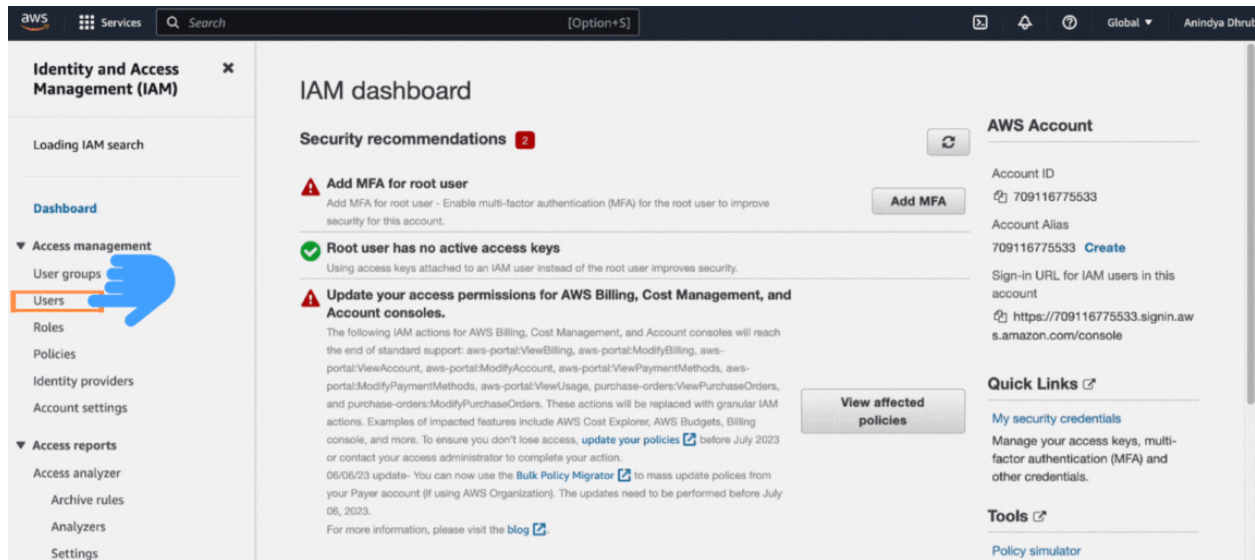 aws
Services
Search
[Option+S]
Global
Anindya Dhrub
Identity and Access
Management (IAM)
Loading IAM search
Dashboard
Access management
User groups
Users
Roles
Policies
Identity providers
Account settings
Access reports
Access analyzer
Archive rules
Analyzers
Settings
IAM dashboard
Security recommendations 2
Add MFA for root user
Add MFA for root user - Enable multi-factor authentication (MFA) for the root user to improve
security for this account.
Add MFA
Root user has no active access keys
Using access keys attached to an IAM user instead of the root user improves security.
Update your access permissions for AWS Billing, Cost Management, and
Account consoles.
The following IAM actions for AWS Billing, Cost Management, and Account consoles will reach
the end of standard support: aws-portal:ViewBilling, aws-portal:ModifyBilling, aws-
portal:ViewAccount, aws-portal:ModifyAccount, aws-portal:ViewPaymentMethods, aws-
portal:ModifyPaymentMethods, aws-portal:ViewUsage, purchase-orders:ViewPurchaseOrders,
and purchase-orders:ModifyPurchaseOrders. These actions will be replaced with granular IAM
actions. Examples of impacted features include AWS Cost Explorer, AWS Budgets, Billing
console, and more. To ensure you don't lose access, update your policies before July 2023
or contact your access administrator to complete your action.
06/06/23 update- You can now use the Bulk Policy Migrator to mass update polices from
your Payer account (if using AWS Organization). The updates need to be performed before July
06, 2023.
For more information, please visit the blog.
View affected
policies
AWS Account
Account ID
709116775533
Account Alias
709116775533 Create
Sign-in URL for IAM users in this
account
https://709116775533.signin.aw
s.amazon.com/console
Quick Links
My security credentials
Manage your access keys, multi-
factor authentication (MFA) and
other credentials.
Tools
Policy simulator